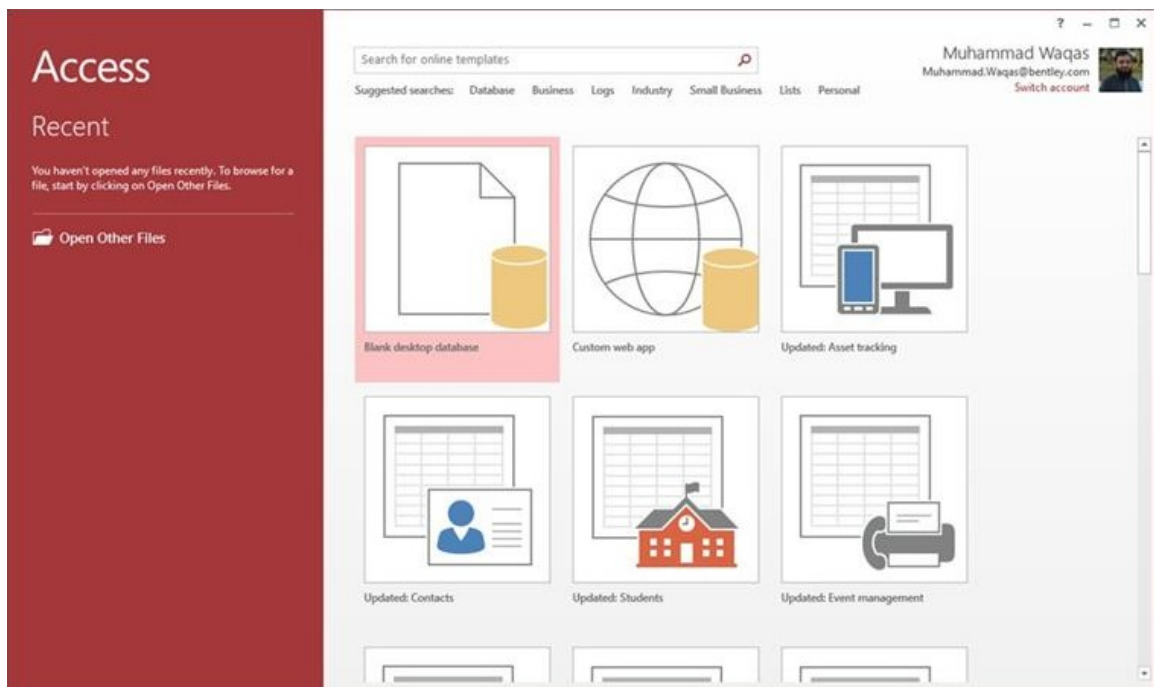 Access
Recent
You haven't opened any files recently. To browse for a
file, start by clicking on Open Other Files.
Open Other Files
?
Search for online templates
Suggested searches: Database Business Logs Industry Small Business Lists Personal
Muhammad Waqas
Muhammad.Waqas@bentley.com
Switch account
Blank desktop database
Custom web app
Updated: Asset tracking
Updated: Contacts
Updated: Students
Updated: Event management